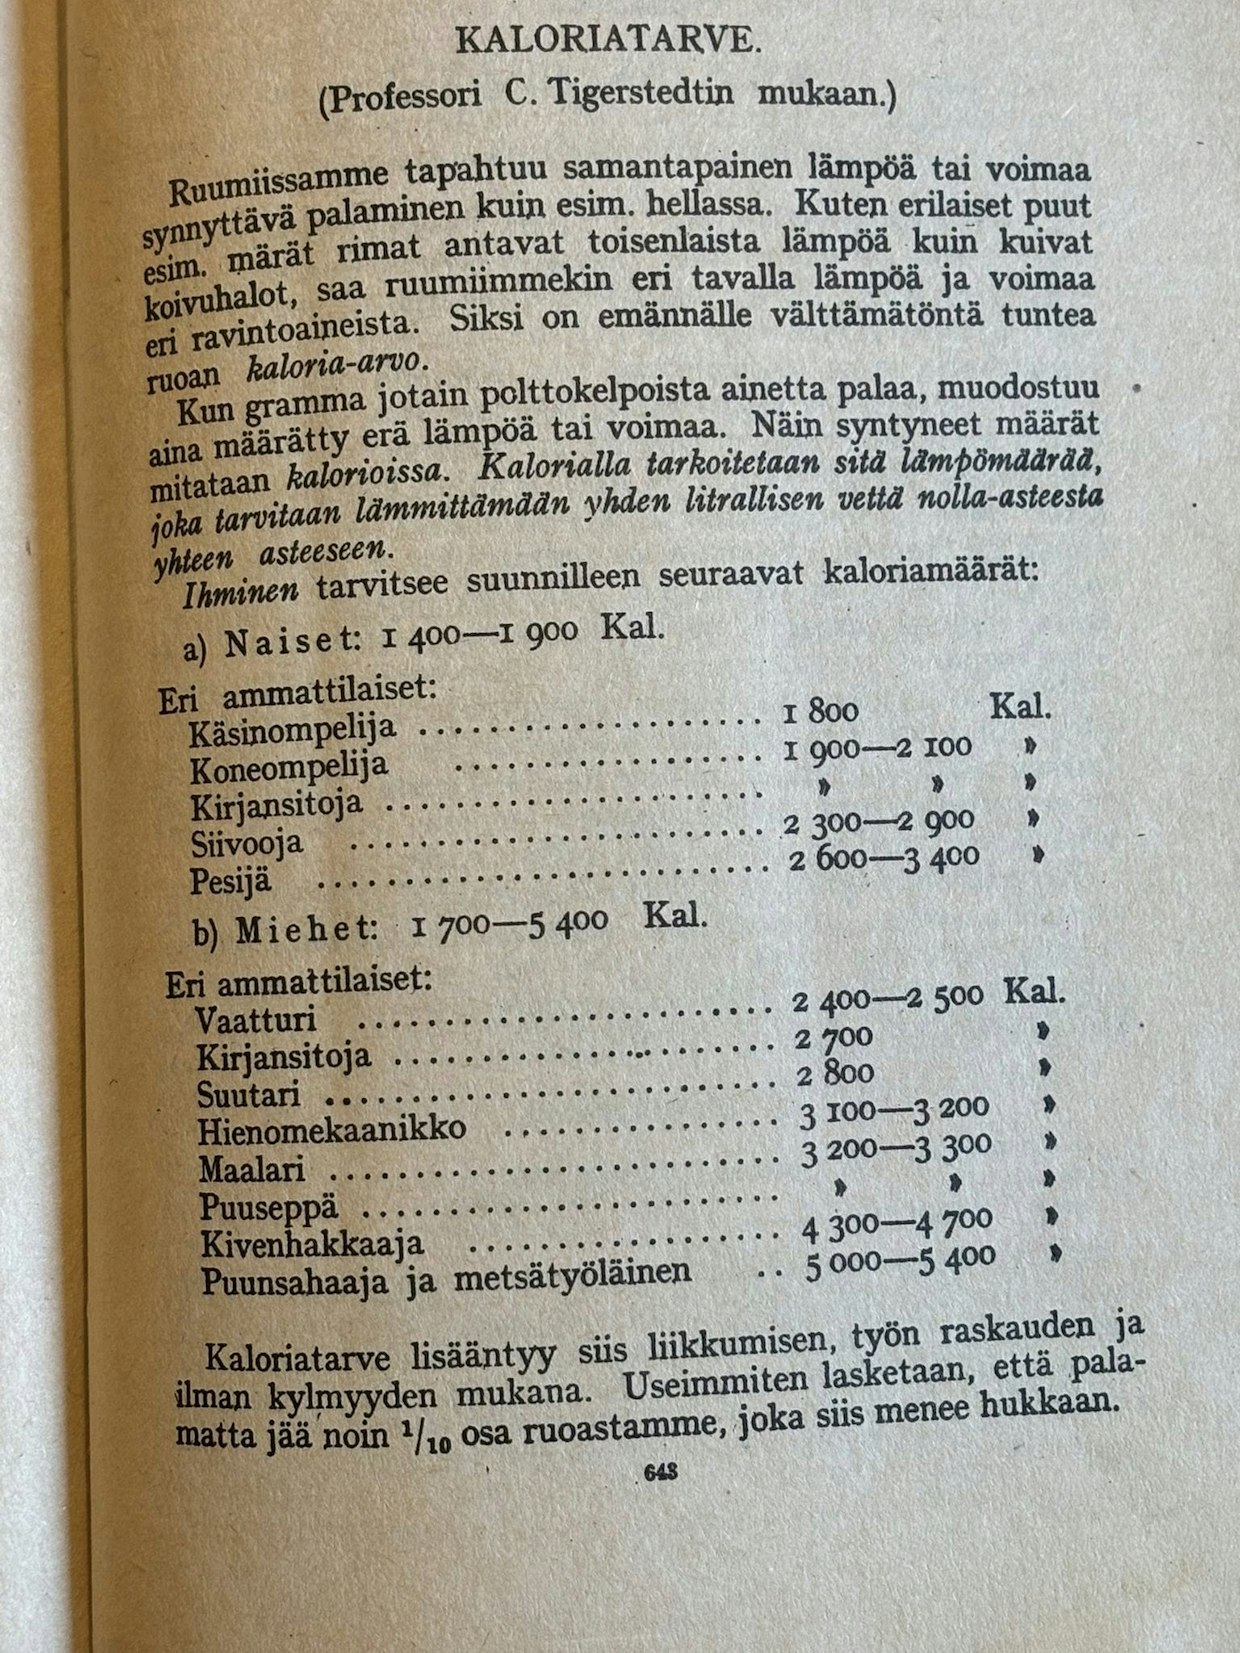 KALORIATARVE.
(Professori C. Tigerstedtin mukaan.)
Ruumiissamme tapahtuu samantapainen lämpöä tai voimaa
synnyttävä palaminen kuin esim. hellassa. Kuten erilaiset puut
esim. märät rimat antavat toisenlaista lämpöä kuin kuivat
koivuhalot, saa ruumiimmekin eri tavalla lämpöä ja voimaa
eri ravintoaineista. Siksi on emännälle välttämätöntä tuntea
ruoan kaloria-arvo.
Kun gramma jotain polttokelpoista ainetta palaa, muodostuu
aina määrätty erä lämpöä tai voimaa. Näin syntyneet määrät
mitataan kalorioissa. Kalorialla tarkoitetaan sitä lämpömäärää,
joka tarvitaan lämmittämään yhden litrallisen vettä nolla-asteesta
yhteen asteeseen.
Ihminen tarvitsee suunnilleen seuraavat kaloriamäärät:
a) Naiset: 1 400—1 900 Kal.
Eri ammattilaiset:
Käsinompelija .................... 1 800 Kal.
Koneompelija .................. 1 900—2 100 »
Kirjansitoja ...................... » » »
Siivooja ........................ 2 300—2 900 »
Pesijä .......................... 2 600—3 400 »
b) Miehet: 1 700—5 400 Kal.
Eri ammattilaiset:
Vaatturi ........................ 2 400—2 500 Kal.
Kirjansitoja ...................... 2 700 »
Suutari .......................... 2 800 »
Hienomekaanikko ................ 3 100—3 200 »
Maalari .......................... 3 200—3 300 »
Puuseppä ........................ » » »
Kivenhakkaaja .................. 4 300—4 700 »
Puunsahaaja ja metsätyöläinen .. 5 000—5 400 »
Kaloriatarve lisääntyy siis liikkumisen, työn raskauden ja
ilman kylmyyden mukana. Useimmiten lasketaan, että pala-
matta jää noin 1/10 osa ruoastamme, joka siis menee hukkaan.
643